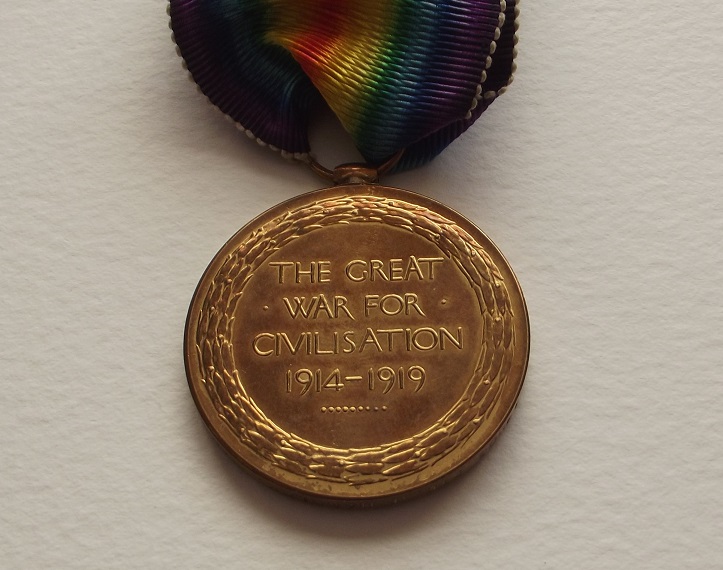 THE GREAT
· WAR FOR ·
CIVILISATION
1914–1919